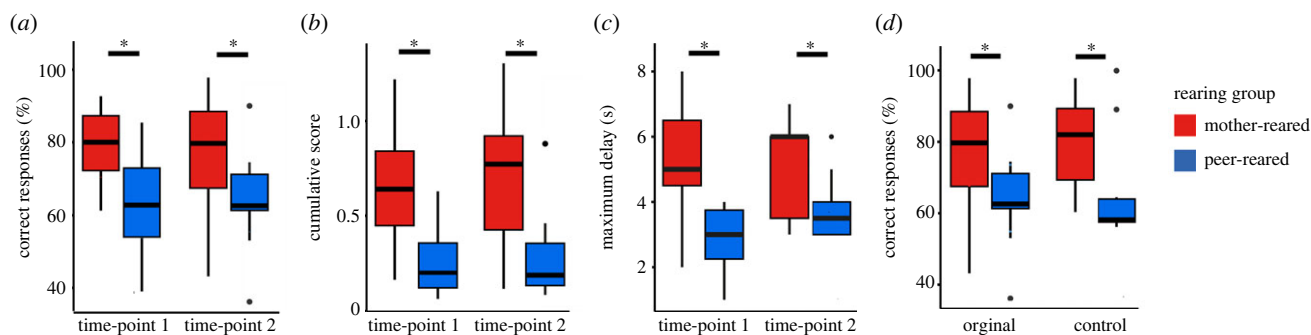 (a)
*
*
correct responses (%)
100
80
60
40
time-point 1 time-point 2
(b)
*
*
cumulative score
1.0
0.5
0
time-point 1 time-point 2
(c)
*
*
maximum delay (s)
8
6
4
2
time-point 1 time-point 2
(d)
*
*
correct responses (%)
100
80
60
40
orginal control
rearing group
mother-reared
peer-reared